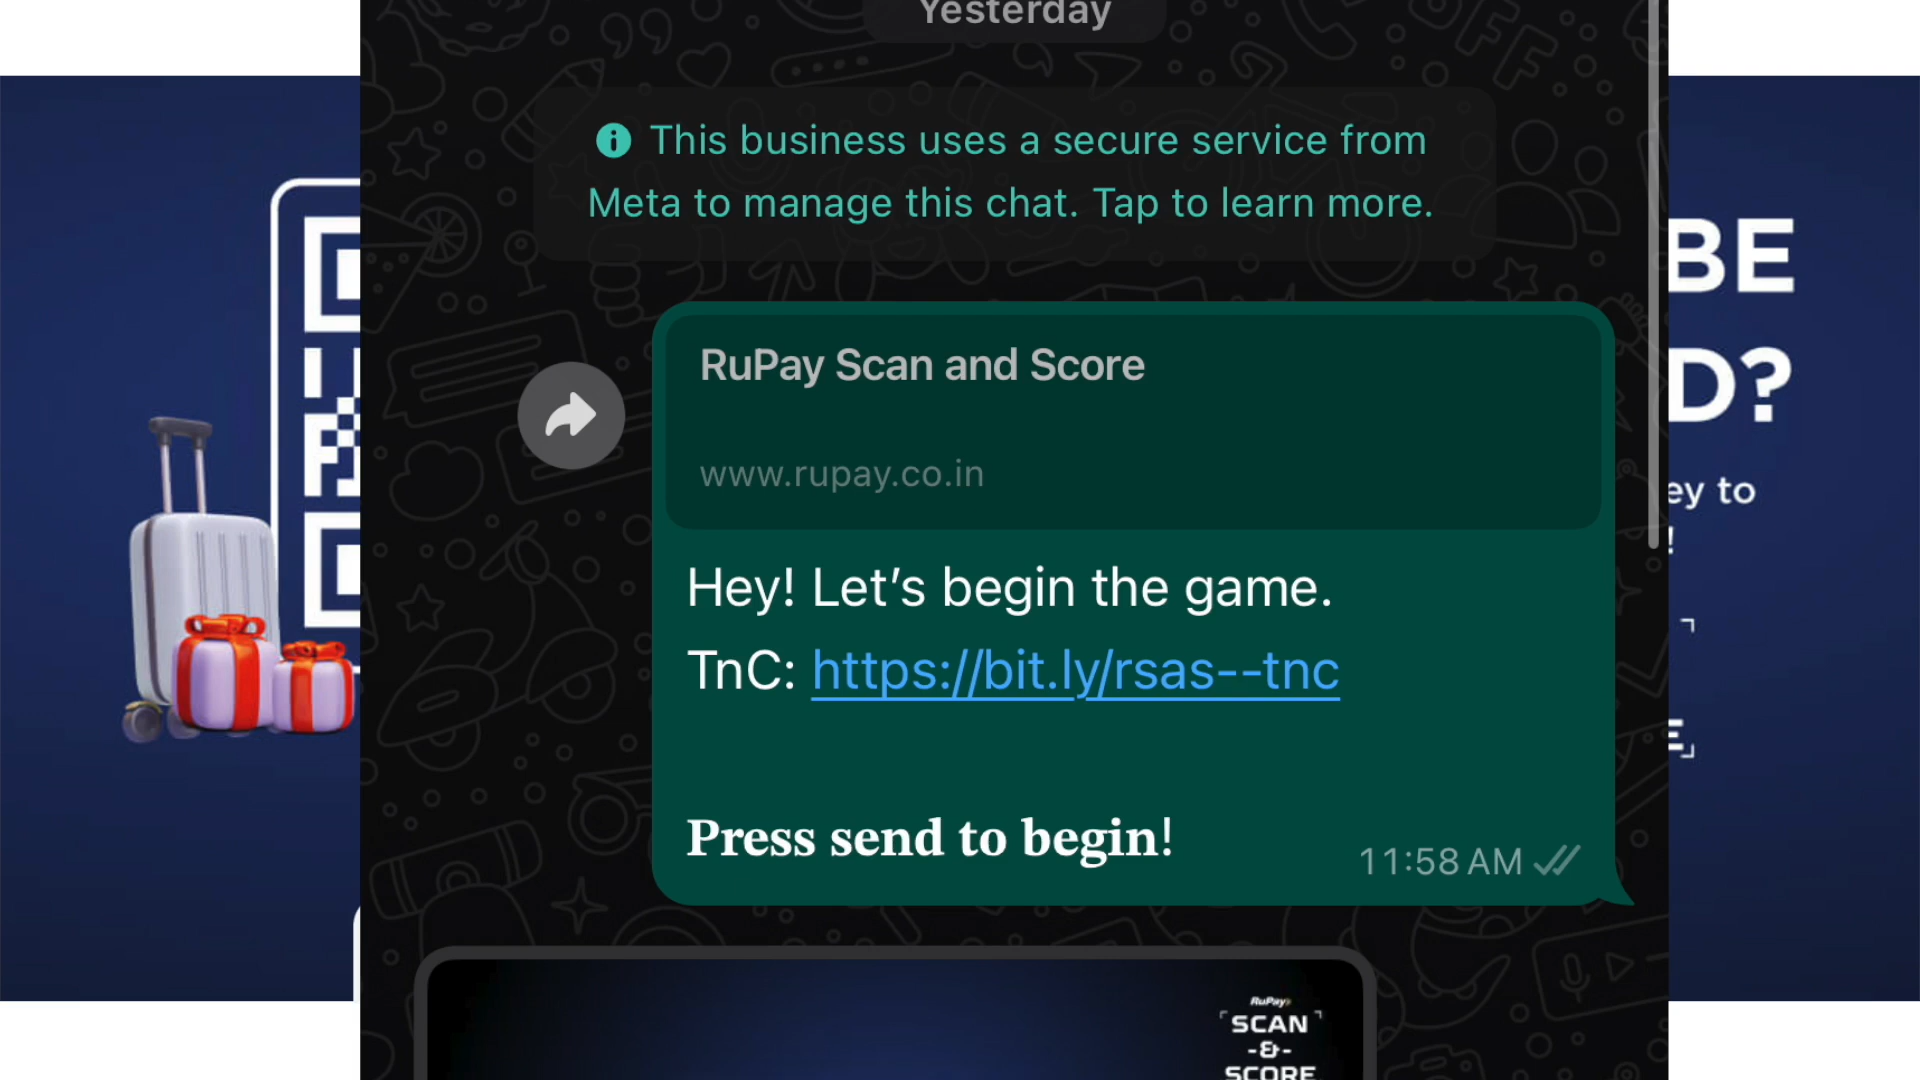 Yesterday
This business uses a secure service from
Meta to manage this chat. Tap to learn more.
RuPay Scan and Score
www.rupay.co.in
Hey! Let’s begin the game.
TnC: https://bit.ly/rsas--tnc
Press send to begin!
11:58 AM
RuPay
SCAN
-&-
SCORE
BE
D?
ey to
!
E